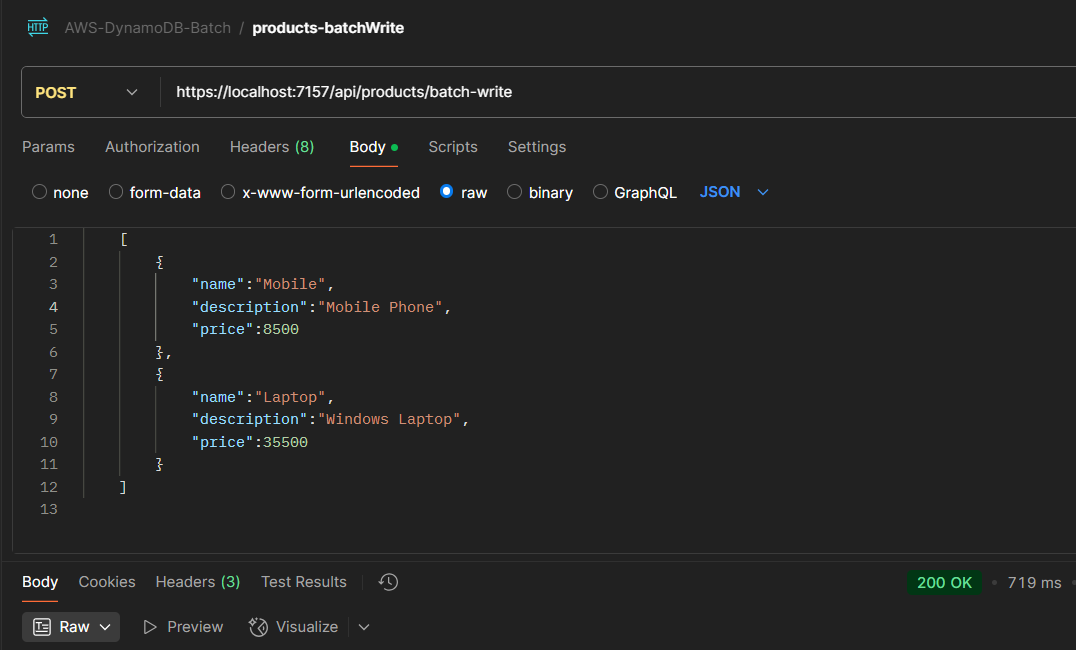 HTTP AWS-DynamoDB-Batch / products-batchWrite
POST https://localhost:7157/api/products/batch-write
Params Authorization Headers (8) Body Scripts Settings
none form-data x-www-form-urlencoded raw binary GraphQL JSON
1 [
2 {
3 "name":"Mobile",
4 "description":"Mobile Phone",
5 "price":8500
6 },
7 {
8 "name":"Laptop",
9 "description":"Windows Laptop",
10 "price":35500
11 }
12 ]
13
Body Cookies Headers (3) Test Results 200 OK • 719 ms •
Raw Preview Visualize